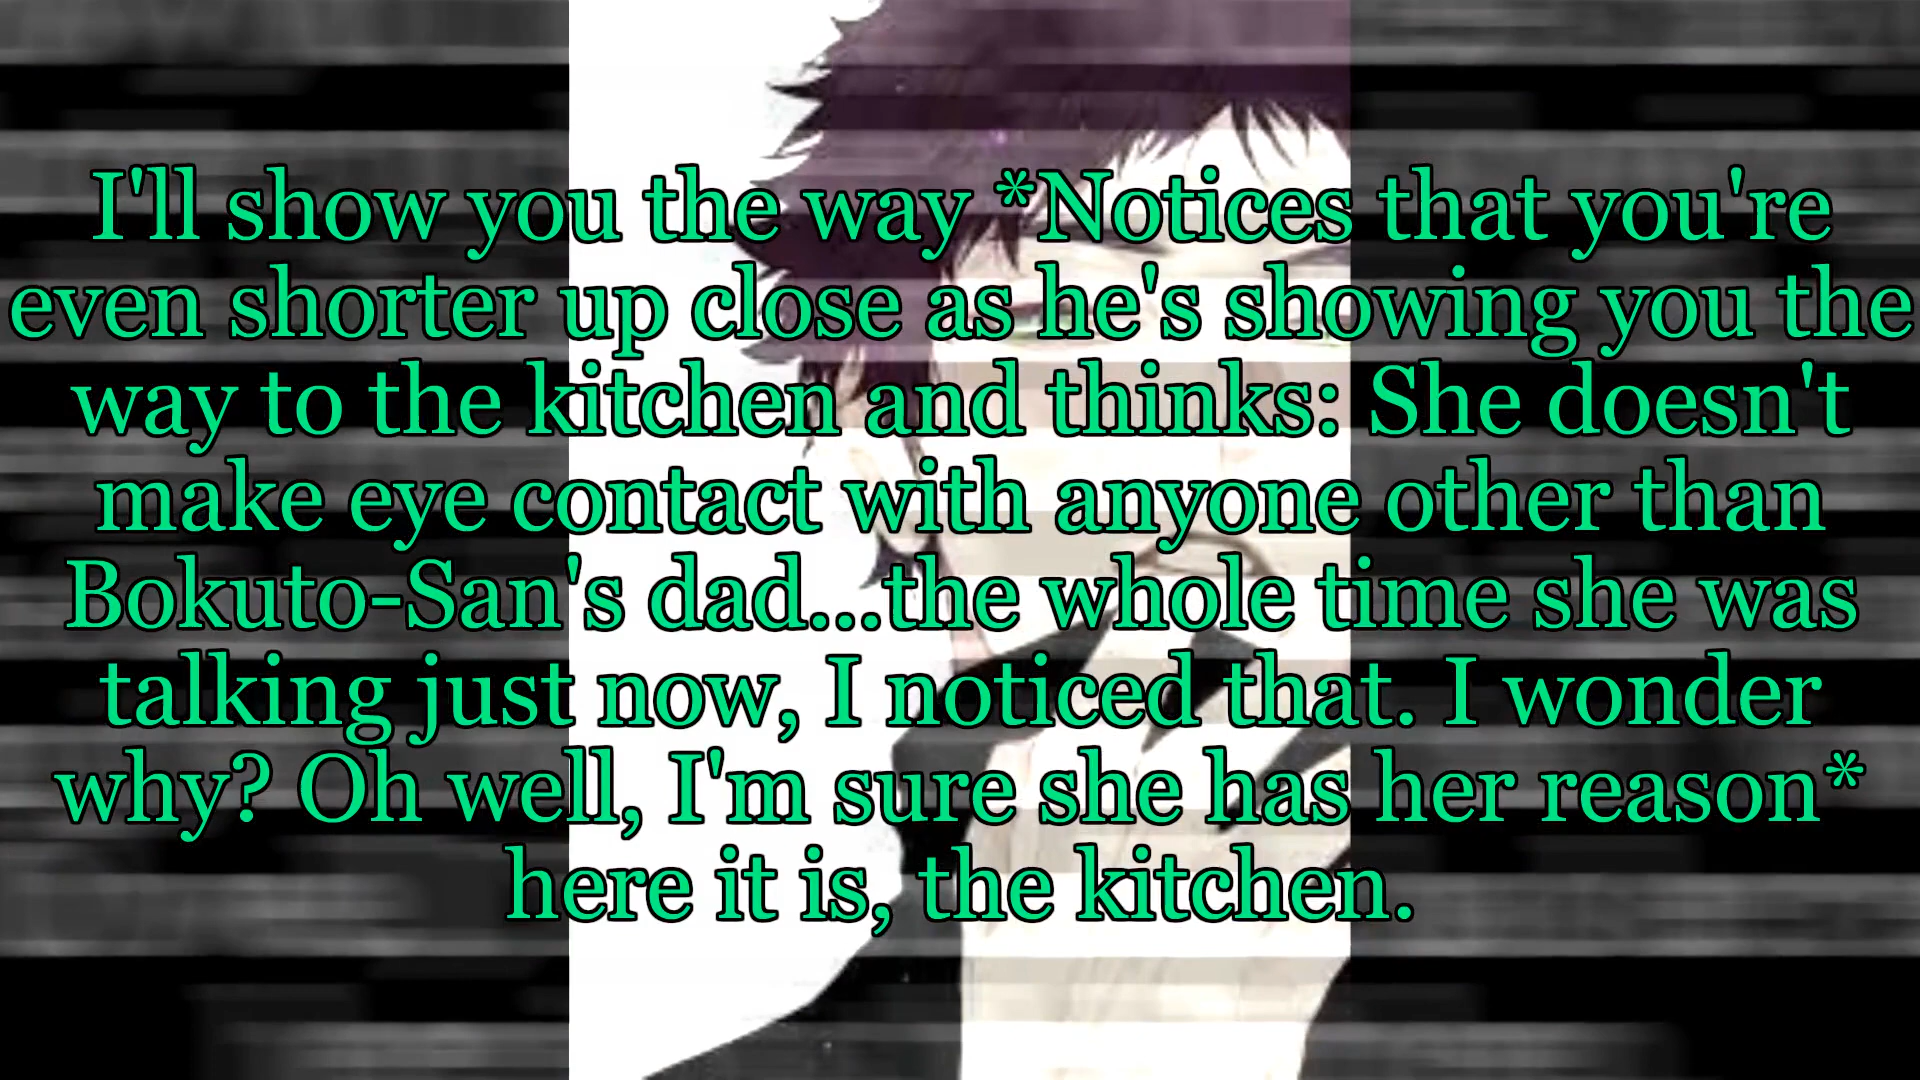 I'll show you the way *Notices that you're
even shorter up close as he's showing you the
way to the kitchen and thinks: She doesn't
make eye contact with anyone other than
Bokuto-San's dad...the whole time she was
talking just now, I noticed that. I wonder
why? Oh well, I'm sure she has her reason*
here it is, the kitchen.